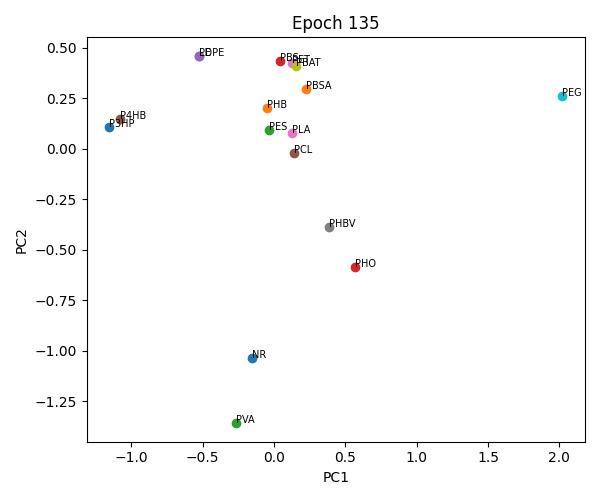 Epoch 135
PC2
0.50
0.25
0.00
−0.25
−0.50
−0.75
−1.00
−1.25
PBS
PBAT
PBSA
PEG
PHB
P4HB
P3HP
PES
PLA
PCL
PHBV
PHO
NR
PVA
−1.0
−0.5
0.0
0.5
1.0
1.5
2.0
PC1